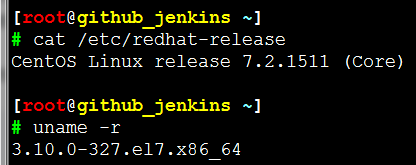 [root@github_jenkins ~]
# cat /etc/redhat-release
CentOS Linux release 7.2.1511 (Core)
[root@github_jenkins ~]
# uname -r
3.10.0-327.el7.x86_64